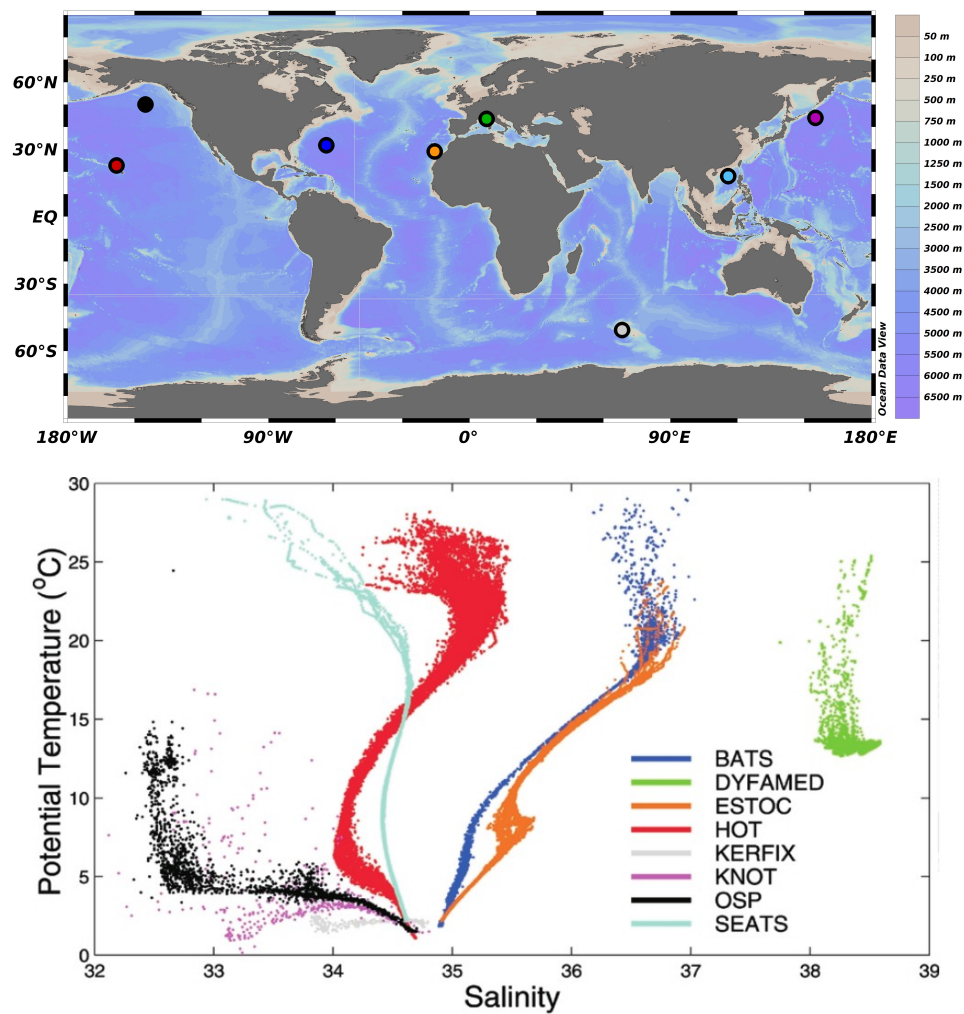 50 m
100 m
250 m
500 m
750 m
1000 m
1250 m
1500 m
2000 m
2500 m
3000 m
3500 m
4000 m
4500 m
5000 m
5500 m
6000 m
6500 m
60°N
30°N
EQ
30°S
60°S
Ocean Data View
180°W 90°W 0° 90°E 180°E
30
25
20
15
10
5
0
Potential Temperature (°C)
BATS
DYFAMED
ESTOC
HOT
KERFIX
KNOT
OSP
SEATS
32 33 34 35 36 37 38 39
Salinity